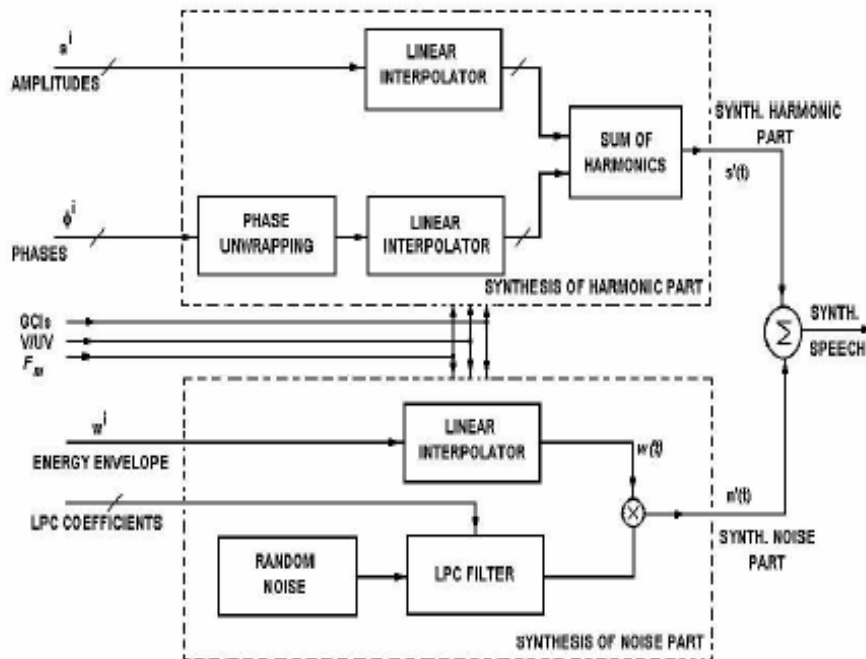 a^i
AMPLITUDES
LINEAR
INTERPOLATOR
SUM OF
HARMONICS
SYNTH. HARMONIC
PART
s'(t)
ϕ^i
PHASES
PHASE
UNWRAPPING
LINEAR
INTERPOLATOR
SYNTHESIS OF HARMONIC PART
GCIs
V/UV
F_m
Σ
SYNTH.
SPEECH
w^i
ENERGY ENVELOPE
LINEAR
INTERPOLATOR
w(t)
LPC COEFFICIENTS
RANDOM
NOISE
LPC FILTER
×
n'(t)
SYNTH. NOISE
PART
SYNTHESIS OF NOISE PART